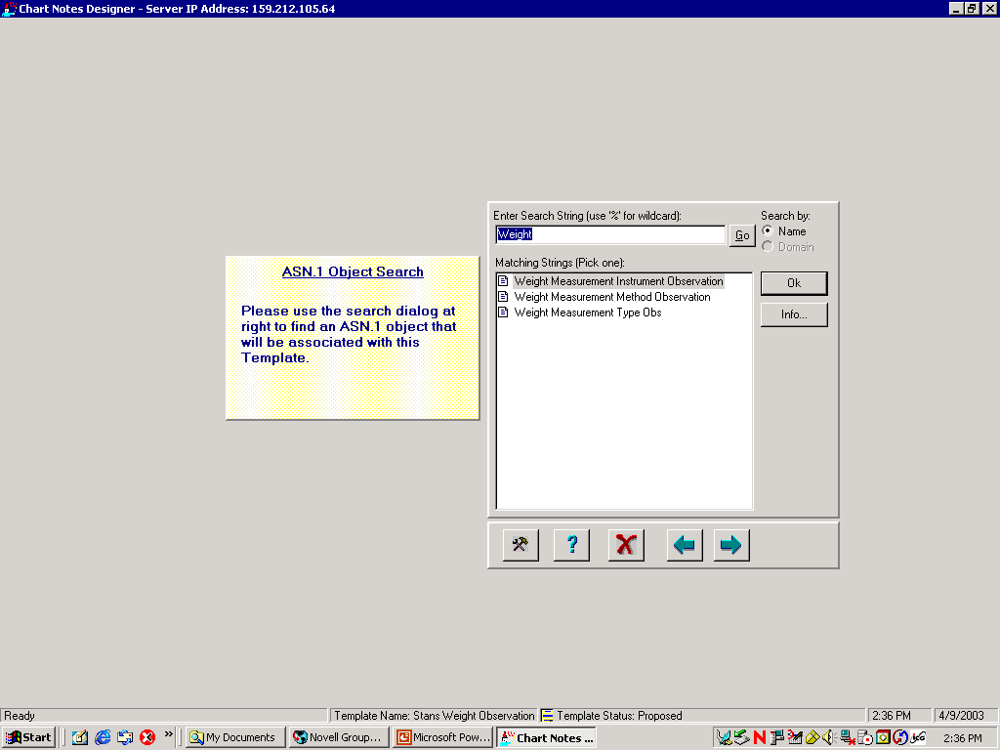 Chart Notes Designer - Server IP Address: 159.212.105.64
Enter Search String (use '%' for wildcard):
Weight
Go
Search by:
Name
Domain
Matching Strings (Pick one):
Weight Measurement Instrument Observation
Weight Measurement Method Observation
Weight Measurement Type Obs
Ok
Info...
ASN.1 Object Search
Please use the search dialog at
right to find an ASN.1 object that
will be associated with this
Template.
?
Ready
Template Name: Stans Weight Observation
Template Status: Proposed
2:36 PM
4/9/2003
Start
»
My Documents
Novell Group...
Microsoft Pow...
Chart Notes ...
N
2:36 PM